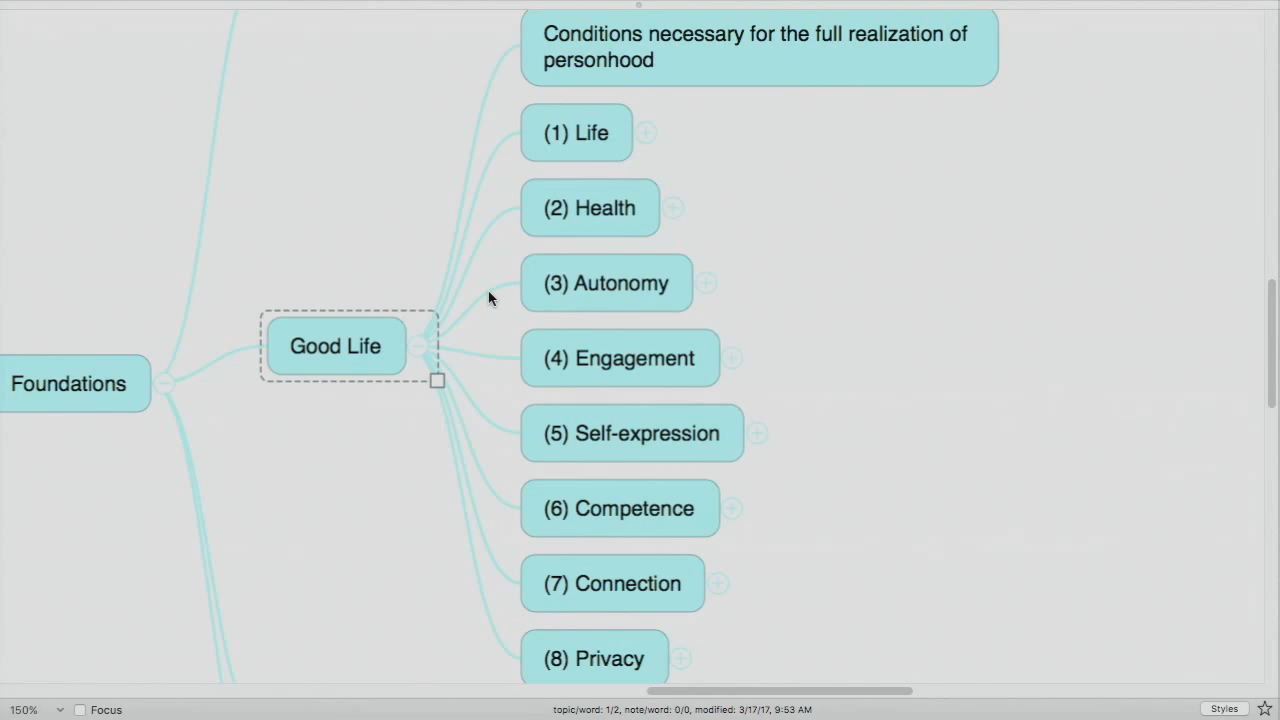 Conditions necessary for the full realization of
personhood
(1) Life
(2) Health
(3) Autonomy
Good Life
(4) Engagement
Foundations
(5) Self-expression
(6) Competence
(7) Connection
(8) Privacy
150%
Focus
topic/word: 1/2, note/word: 0/0, modified: 3/17/17, 9:53 AM
Styles